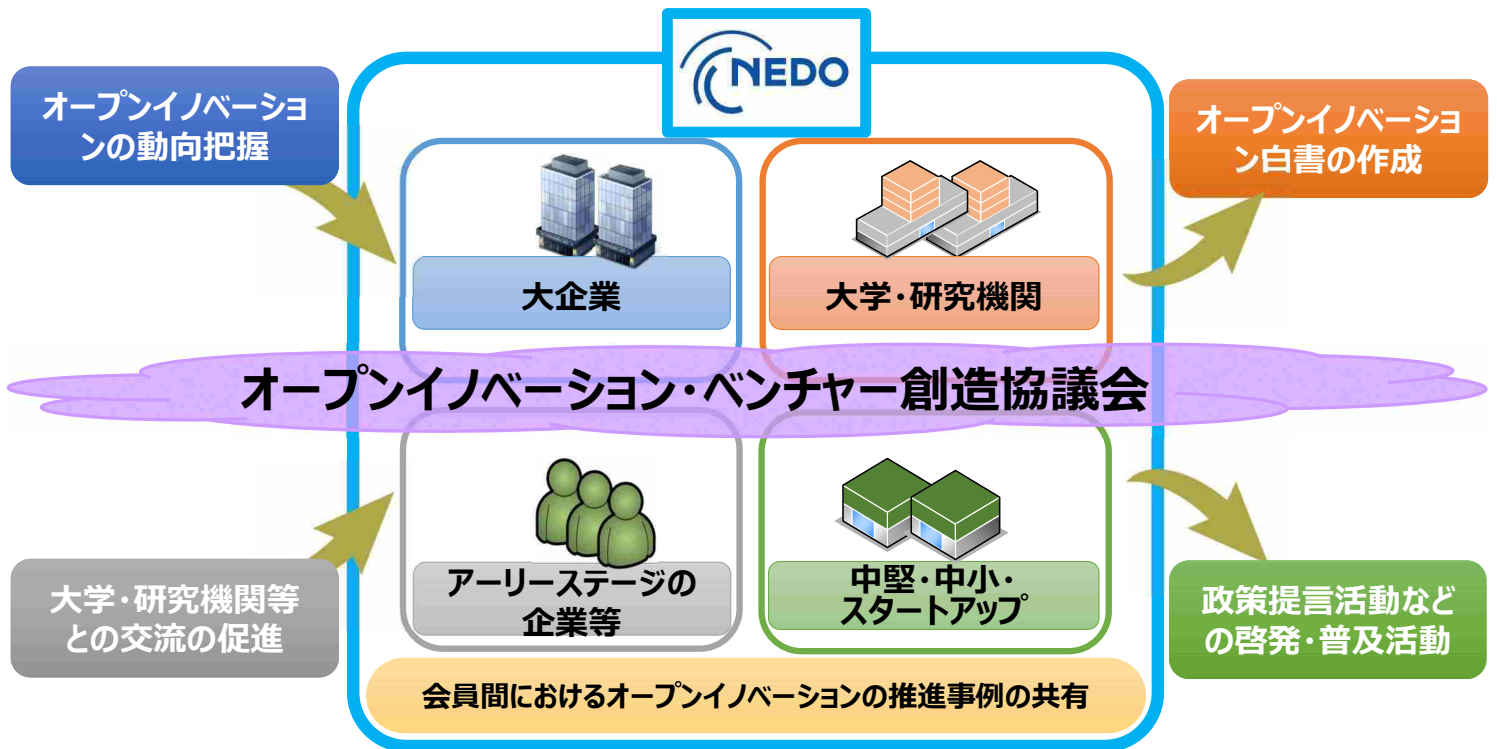 NEDO
オープンイノベーショ
ンの動向把握
オープンイノベーショ
ン白書の作成
大企業
大学・研究機関
オープンイノベーション・ベンチャー創造協議会
アーリーステージの
企業等
中堅・中小・
スタートアップ
大学・研究機関等
との交流の促進
政策提言活動など
の啓発・普及活動
会員間におけるオープンイノベーションの推進事例の共有